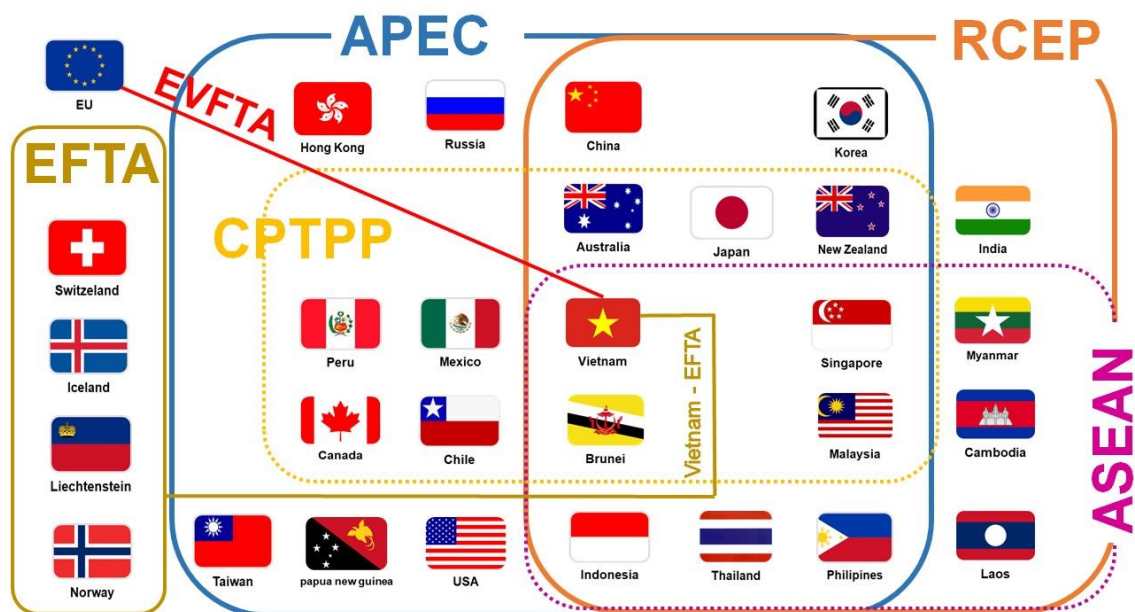 APEC
RCEP
EU
EVFTA
Hong Kong
Russia
China
Korea
EFTA
CPTPP
Switzeland
Australia
Japan
New Zealand
India
Iceland
Peru
Mexico
Vietnam
Singapore
Myanmar
Vietnam - EFTA
ASEAN
Liechtenstein
Canada
Chile
Brunei
Malaysia
Cambodia
Norway
Taiwan
papua new guinea
USA
Indonesia
Thailand
Philipines
Laos